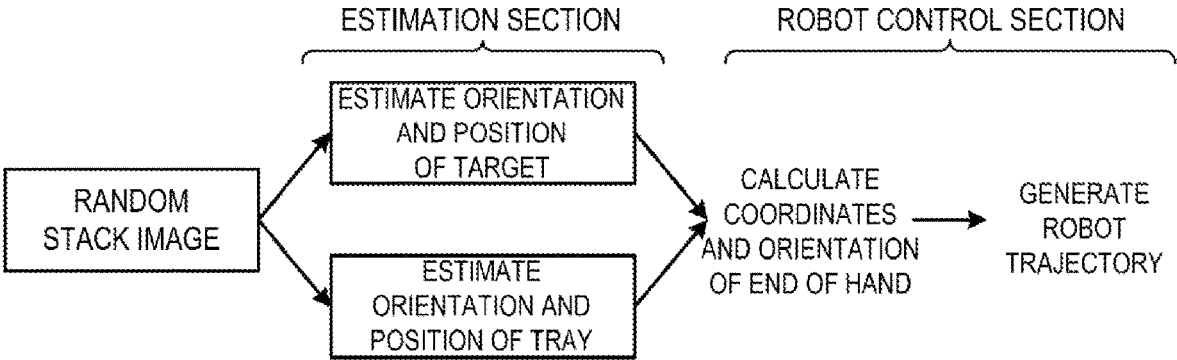 ESTIMATION SECTION
ROBOT CONTROL SECTION
ESTIMATE ORIENTATION
AND POSITION
OF TARGET
RANDOM
STACK IMAGE
ESTIMATE
ORIENTATION AND
POSITION OF TRAY
CALCULATE
COORDINATES
AND ORIENTATION
OF END OF HAND
GENERATE
ROBOT
TRAJECTORY